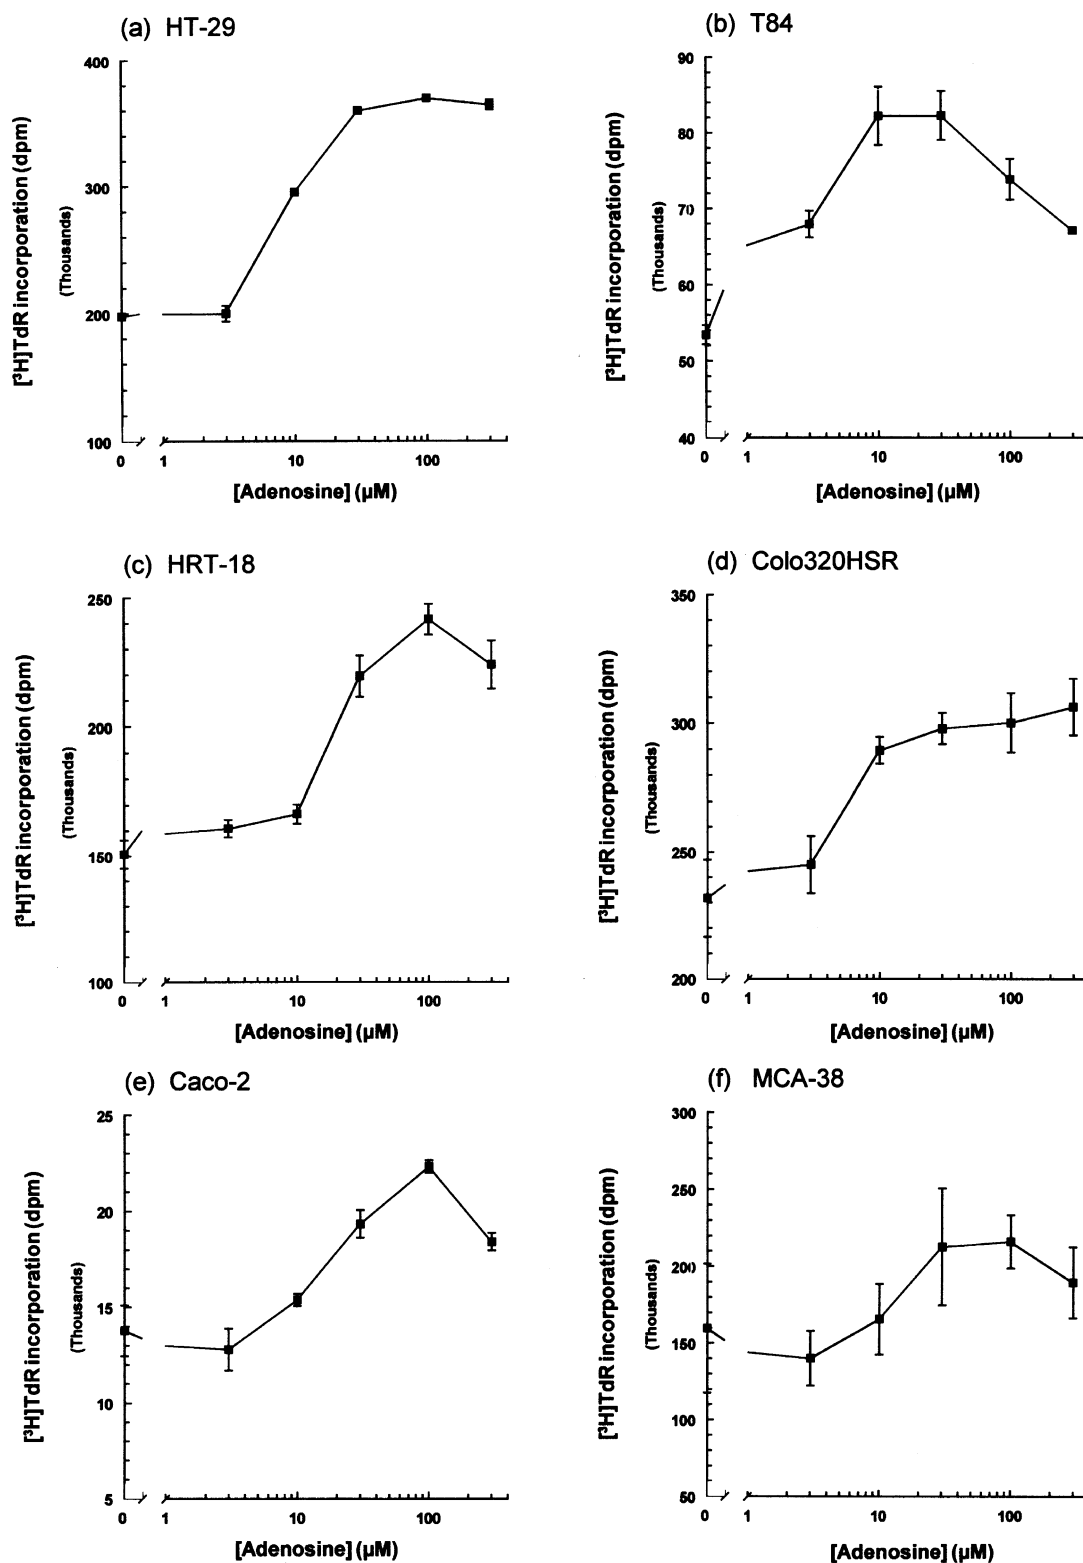 (a) HT-29
400
300
200
100
0 1 10 100
[³H]TdR incorporation (dpm)
(Thousands)
[Adenosine] (µM)
(b) T84
90
80
70
60
50
40
0 1 10 100
[³H]TdR incorporation (dpm)
(Thousands)
[Adenosine] (µM)
(c) HRT-18
250
200
150
100
0 1 10 100
[³H]TdR incorporation (dpm)
(Thousands)
[Adenosine] (µM)
(d) Colo320HSR
350
300
250
200
0 1 10 100
[³H]TdR incorporation (dpm)
(Thousands)
[Adenosine] (µM)
(e) Caco-2
25
20
15
10
5
0 1 10 100
[³H]TdR incorporation (dpm)
(Thousands)
[Adenosine] (µM)
(f) MCA-38
300
250
200
150
100
50
0 1 10 100
[³H]TdR incorporation (dpm)
(Thousands)
[Adenosine] (µM)